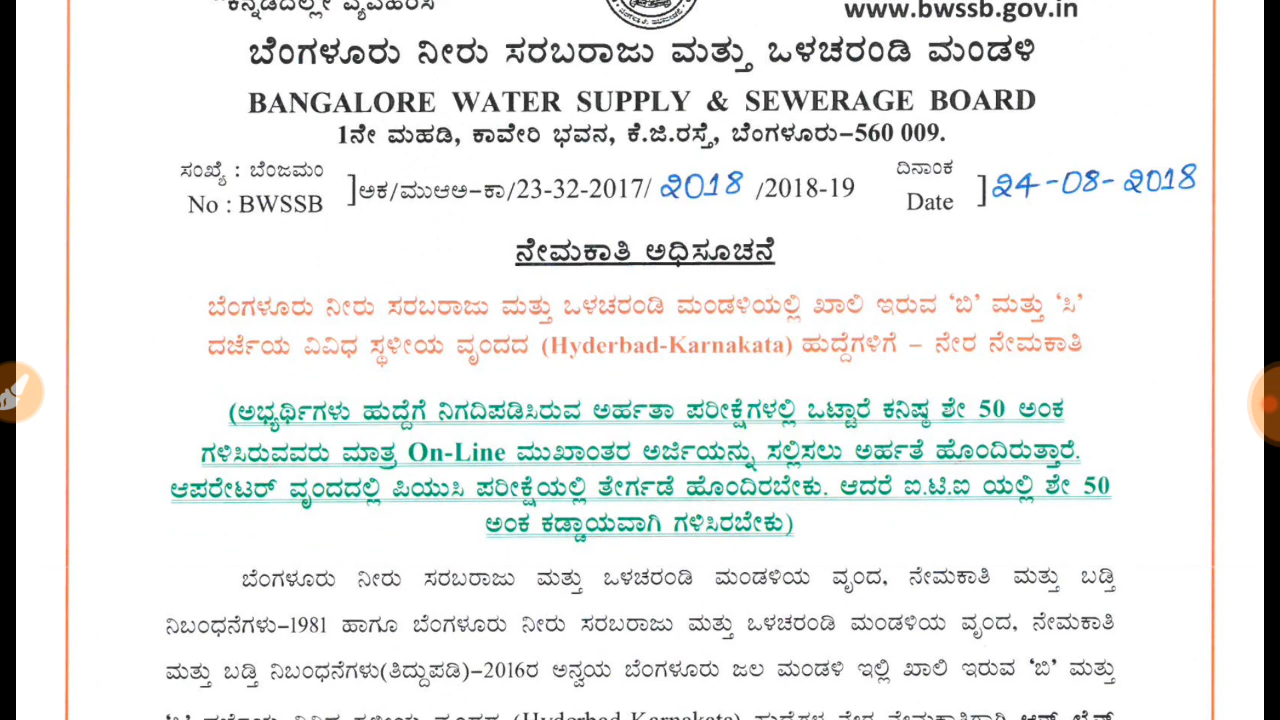 ಕನ್ನಡದಲ್ಲೇ ವ್ಯವಹರಿಸಿ
www.bwssb.gov.in
ಬೆಂಗಳೂರು ನೀರು ಸರಬರಾಜು ಮತ್ತು ಒಳಚರಂಡಿ ಮಂಡಳಿ
BANGALORE WATER SUPPLY & SEWERAGE BOARD
1ನೇ ಮಹಡಿ, ಕಾವೇರಿ ಭವನ, ಕೆ.ಜಿ.ರಸ್ತೆ, ಬೆಂಗಳೂರು–560 009.
ಸಂಖ್ಯೆ : ಬೆಂಜಮಂ
No : BWSSB
]ಅಕ/ಮುಆಅ–ಕಾ/23-32-2017/ 2018 /2018-19
ದಿನಾಂಕ
Date
]24-08-2018
ನೇಮಕಾತಿ ಅಧಿಸೂಚನೆ
ಬೆಂಗಳೂರು ನೀರು ಸರಬರಾಜು ಮತ್ತು ಒಳಚರಂಡಿ ಮಂಡಳಿಯಲ್ಲಿ ಖಾಲಿ ಇರುವ ‘ಬಿ’ ಮತ್ತು ‘ಸಿ’
ದರ್ಜೆಯ ವಿವಿಧ ಸ್ಥಳೀಯ ವೃಂದದ (Hyderbad-Karnakata) ಹುದ್ದೆಗಳಿಗೆ – ನೇರ ನೇಮಕಾತಿ
(ಅಭ್ಯರ್ಥಿಗಳು ಹುದ್ದೆಗೆ ನಿಗದಿಪಡಿಸಿರುವ ಅರ್ಹತಾ ಪರೀಕ್ಷೆಗಳಲ್ಲಿ ಒಟ್ಟಾರೆ ಕನಿಷ್ಠ ಶೇ 50 ಅಂಕ
ಗಳಿಸಿರುವವರು ಮಾತ್ರ On-Line ಮುಖಾಂತರ ಅರ್ಜಿಯನ್ನು ಸಲ್ಲಿಸಲು ಅರ್ಹತೆ ಹೊಂದಿರುತ್ತಾರೆ.
ಆಪರೇಟರ್ ವೃಂದದಲ್ಲಿ ಪಿಯುಸಿ ಪರೀಕ್ಷೆಯಲ್ಲಿ ತೇರ್ಗಡೆ ಹೊಂದಿರಬೇಕು. ಆದರೆ ಐ.ಟಿ.ಐ ಯಲ್ಲಿ ಶೇ 50
ಅಂಕ ಕಡ್ಡಾಯವಾಗಿ ಗಳಿಸಿರಬೇಕು)
ಬೆಂಗಳೂರು ನೀರು ಸರಬರಾಜು ಮತ್ತು ಒಳಚರಂಡಿ ಮಂಡಳಿಯ ವೃಂದ, ನೇಮಕಾತಿ ಮತ್ತು ಬಡ್ತಿ
ನಿಬಂಧನೆಗಳು–1981 ಹಾಗೂ ಬೆಂಗಳೂರು ನೀರು ಸರಬರಾಜು ಮತ್ತು ಒಳಚರಂಡಿ ಮಂಡಳಿಯ ವೃಂದ, ನೇಮಕಾತಿ
ಮತ್ತು ಬಡ್ತಿ ನಿಬಂಧನೆಗಳು(ತಿದ್ದುಪಡಿ)–2016ರ ಅನ್ವಯ ಬೆಂಗಳೂರು ಜಲ ಮಂಡಳಿ ಇಲ್ಲಿ ಖಾಲಿ ಇರುವ ‘ಬಿ’ ಮತ್ತು
(Hyderbad-Karnakata)